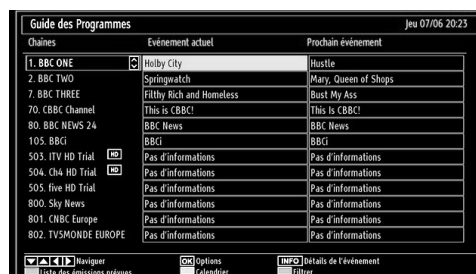 Guide des Programmes Jeu 07/06 20:23
Chaînes Evénement actuel Prochain événement
1. BBC ONE Holby City Hustle
2. BBC TWO Springwatch Mary, Queen of Shops
7. BBC THREE Filthy Rich and Homeless Bust My Ass
70. CBBC Channel This is CBBC! This Is CBBC!
80. BBC NEWS 24 BBC News BBC News
105. BBCi BBCi BBCi
503. ITV HD Trial HD Pas d'informations Pas d'informations
504. Ch4 HD Trial HD Pas d'informations Pas d'informations
505. five HD Trial Pas d'informations Pas d'informations
800. Sky News Pas d'informations Pas d'informations
801. CNBC Europe Pas d'informations Pas d'informations
802. TV5MONDE EUROPE Pas d'informations Pas d'informations
Naviguer OK Options INFO Détails de l'événement
Liste des émissions prévues Calendrier Filtrer